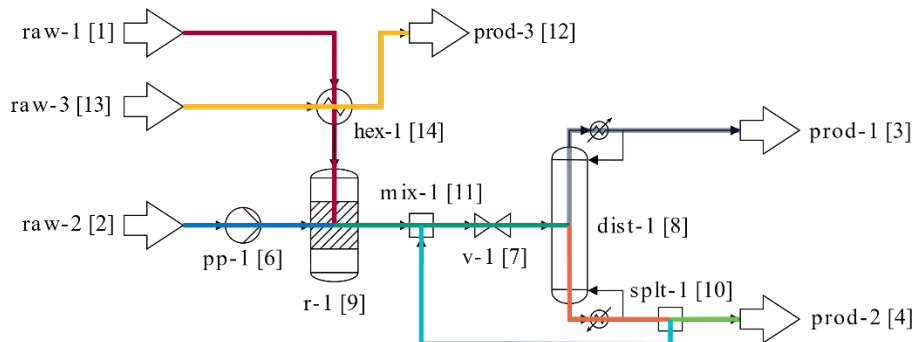 raw-1 [1]
prod-3 [12]
raw-3 [13]
hex-1 [14]
prod-1 [3]
mix-1 [11]
raw-2 [2]
dist-1 [8]
pp-1 [6]
v-1 [7]
r-1 [9]
splt-1 [10]
prod-2 [4]